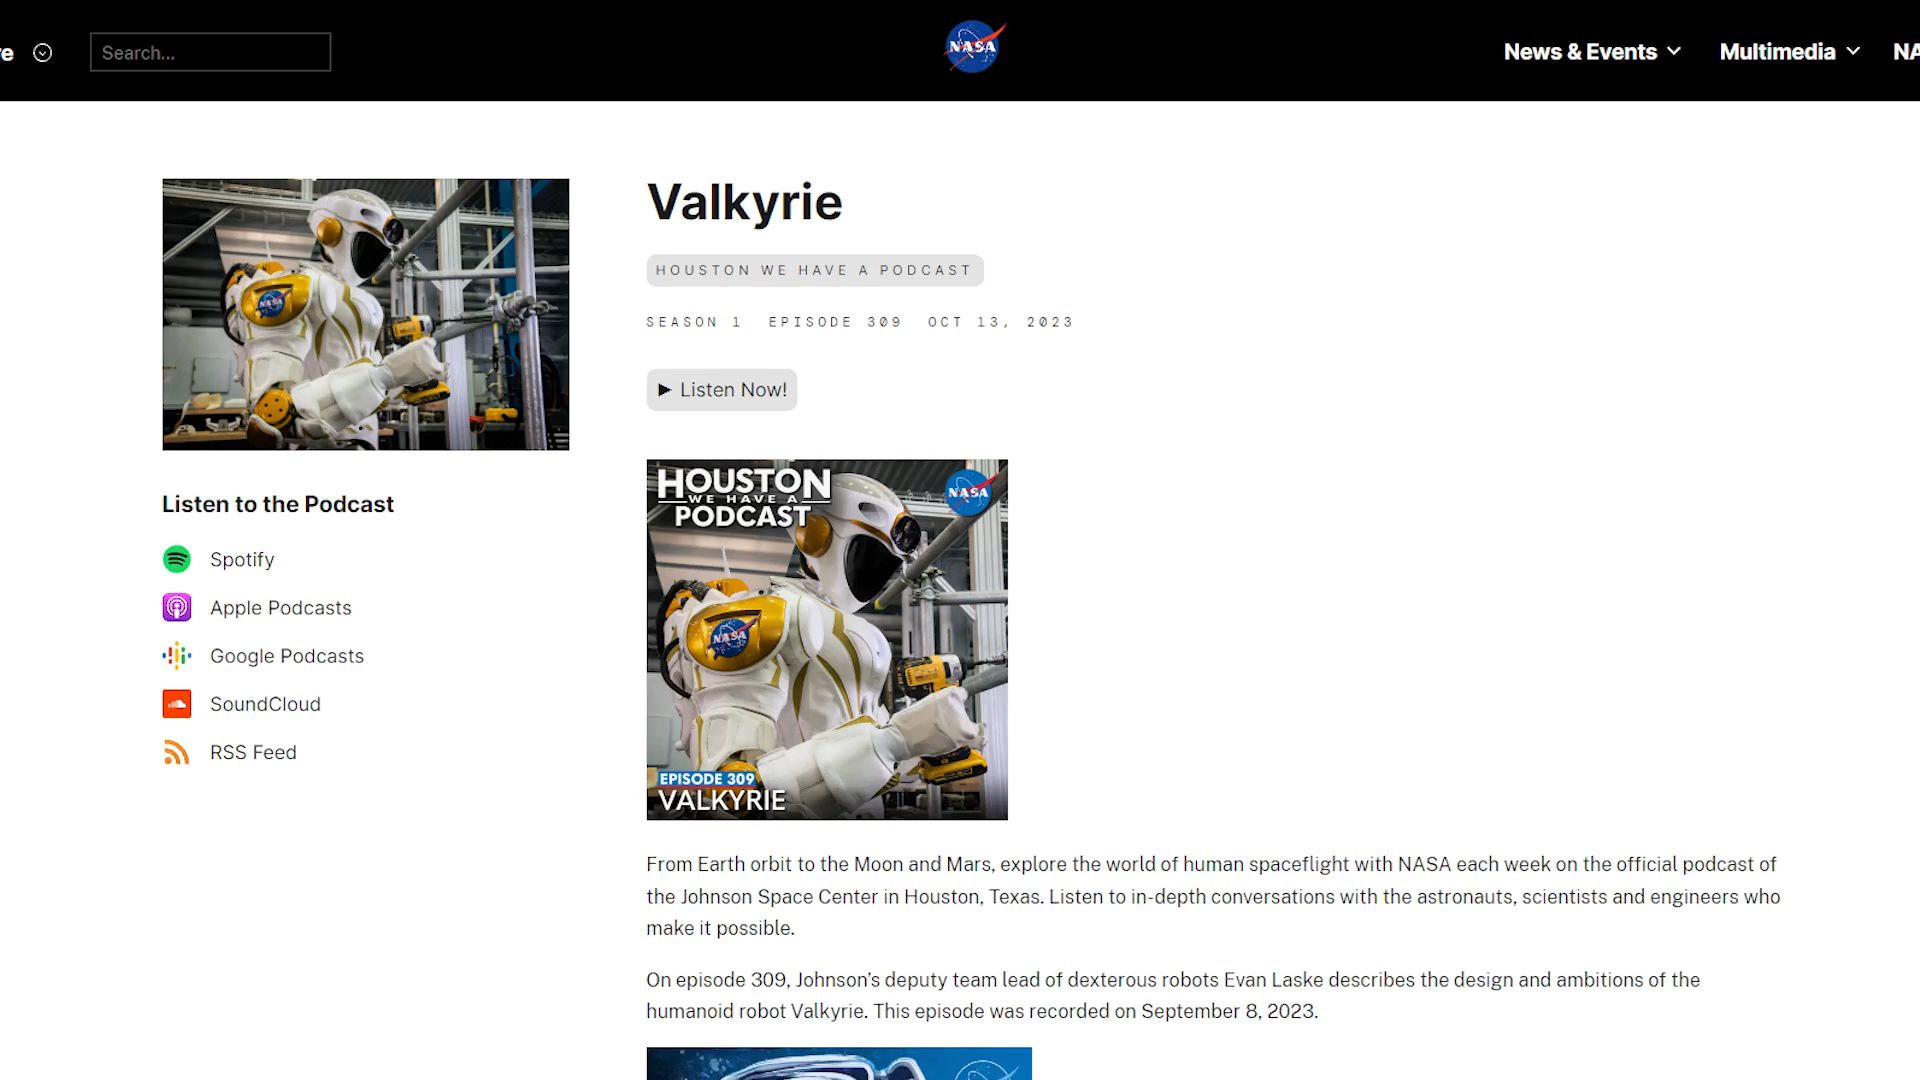 Search...
NASA
News & Events
Multimedia
NASA
Valkyrie
HOUSTON WE HAVE A PODCAST
SEASON 1 EPISODE 309 OCT 13, 2023
Listen Now!
Listen to the Podcast
Spotify
Apple Podcasts
Google Podcasts
SoundCloud
RSS Feed
HOUSTON
WE HAVE A
PODCAST
NASA
NASA
EPISODE 309
VALKYRIE
From Earth orbit to the Moon and Mars, explore the world of human spaceflight with NASA each week on the official podcast of
the Johnson Space Center in Houston, Texas. Listen to in-depth conversations with the astronauts, scientists and engineers who
make it possible.
On episode 309, Johnson’s deputy team lead of dexterous robots Evan Laske describes the design and ambitions of the
humanoid robot Valkyrie. This episode was recorded on September 8, 2023.